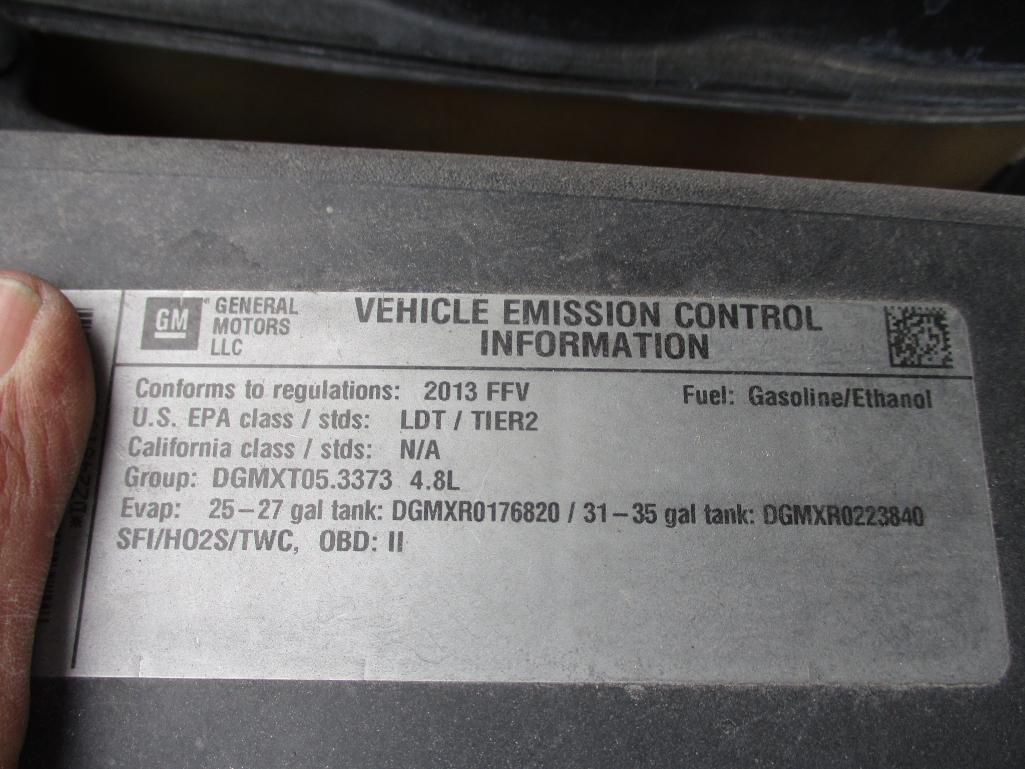 GM GENERAL MOTORS LLC
VEHICLE EMISSION CONTROL
INFORMATION
Conforms to regulations: 2013 FFV
Fuel: Gasoline/Ethanol
U.S. EPA class / stds: LDT / TIER2
California class / stds: N/A
Group: DGMXT05.3373 4.8L
Evap: 25-27 gal tank: DGMXR0176820 / 31-35 gal tank: DGMXR0223840
SFI/HO2S/TWC, OBD: II